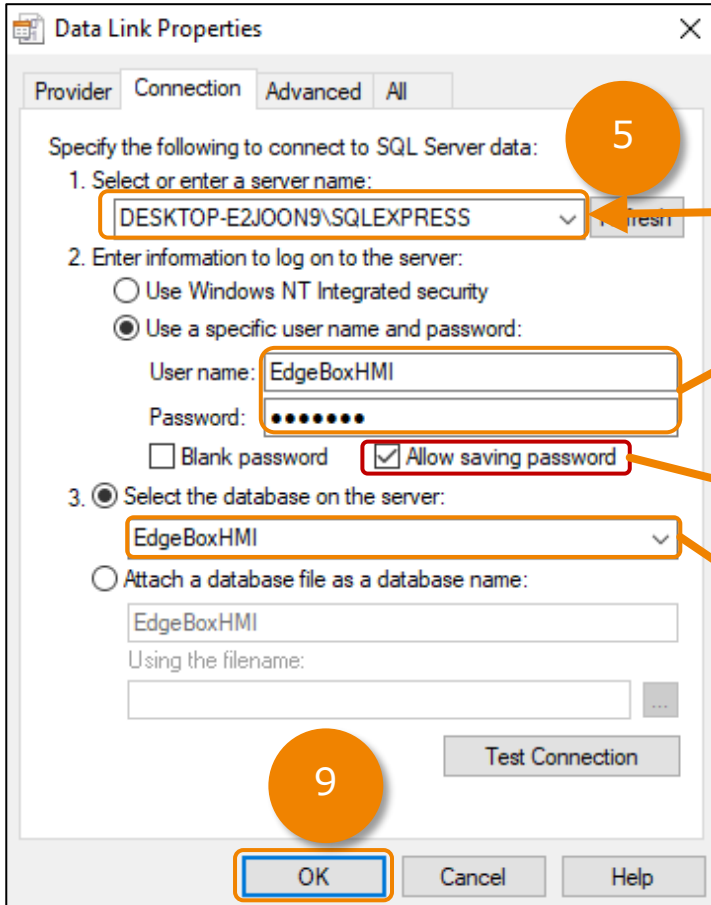 Data Link Properties
Provider Connection Advanced All
5
Specify the following to connect to SQL Server data:
1. Select or enter a server name:
DESKTOP-E2JOON9\SQLEXPRESS
2. Enter information to log on to the server:
Use Windows NT Integrated security
Use a specific user name and password:
User name: EdgeBoxHMI
Password: •••••••
Blank password Allow saving password
3. Select the database on the server:
EdgeBoxHMI
Attach a database file as a database name:
EdgeBoxHMI
Using the filename:
...
Test Connection
9
OK Cancel Help